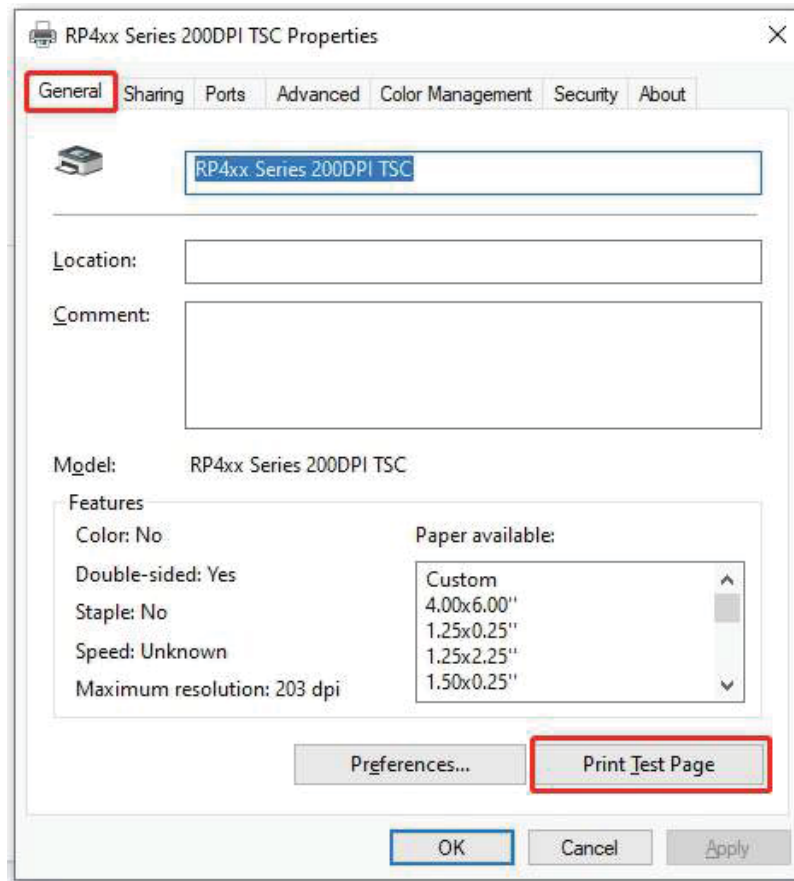 RP4xx Series 200DPI TSC Properties
General Sharing Ports Advanced Color Management Security About
RP4xx Series 200DPI TSC
Location:
Comment:
Model: RP4xx Series 200DPI TSC
Features
Color: No
Double-sided: Yes
Staple: No
Speed: Unknown
Maximum resolution: 203 dpi
Paper available:
Custom
4.00x6.00''
1.25x0.25''
1.25x2.25''
1.50x0.25''
Preferences... Print Test Page
OK Cancel Apply